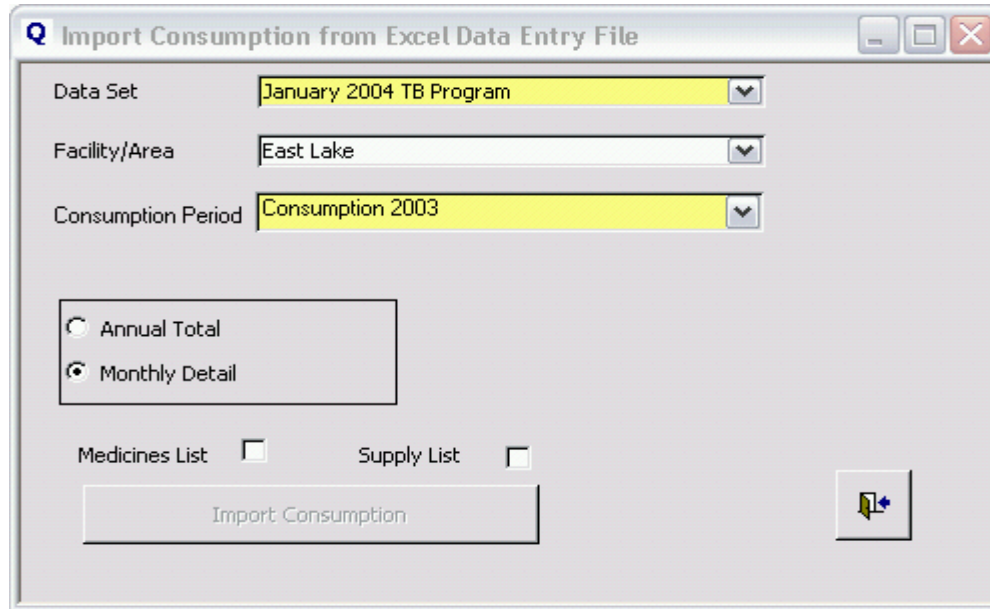 Q Import Consumption from Excel Data Entry File
Data Set January 2004 TB Program
Facility/Area East Lake
Consumption Period Consumption 2003
Annual Total
Monthly Detail
Medicines List Supply List
Import Consumption